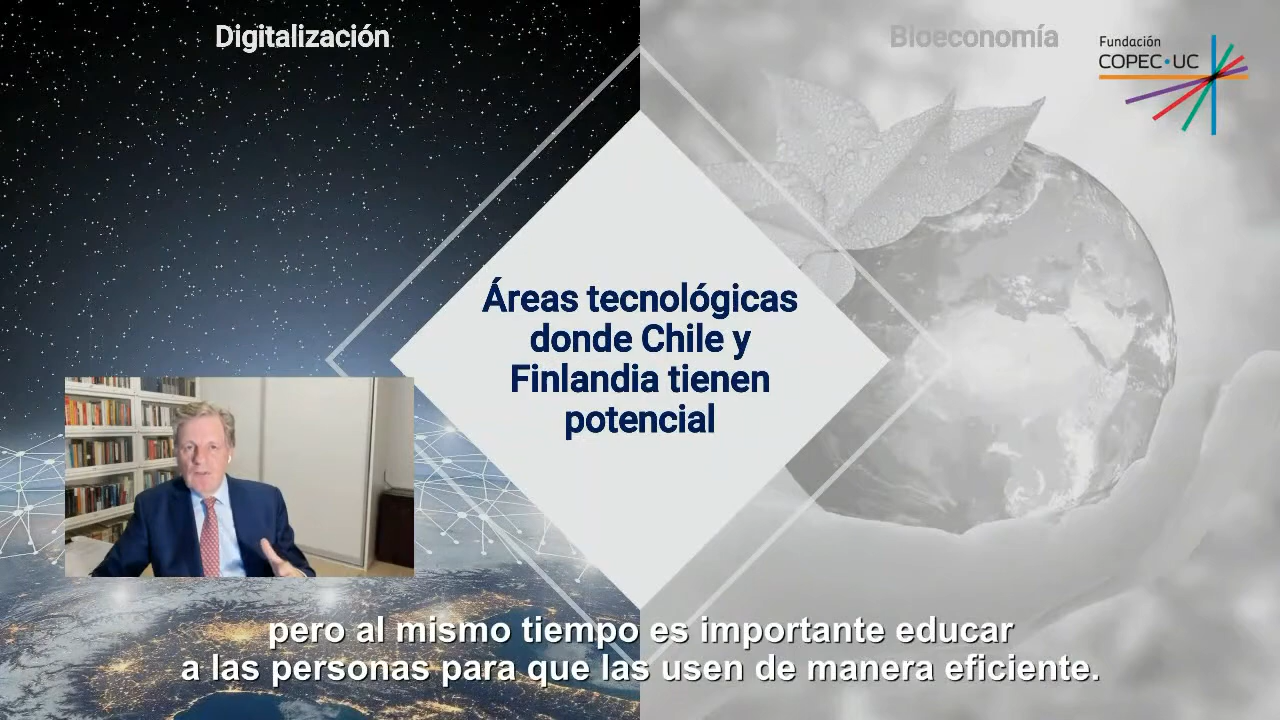 Digitalización
Bioeconomía
Fundación
COPEC•UC
Áreas tecnológicas
donde Chile y
Finlandia tienen
potencial
pero al mismo tiempo es importante educar
a las personas para que las usen de manera eficiente.